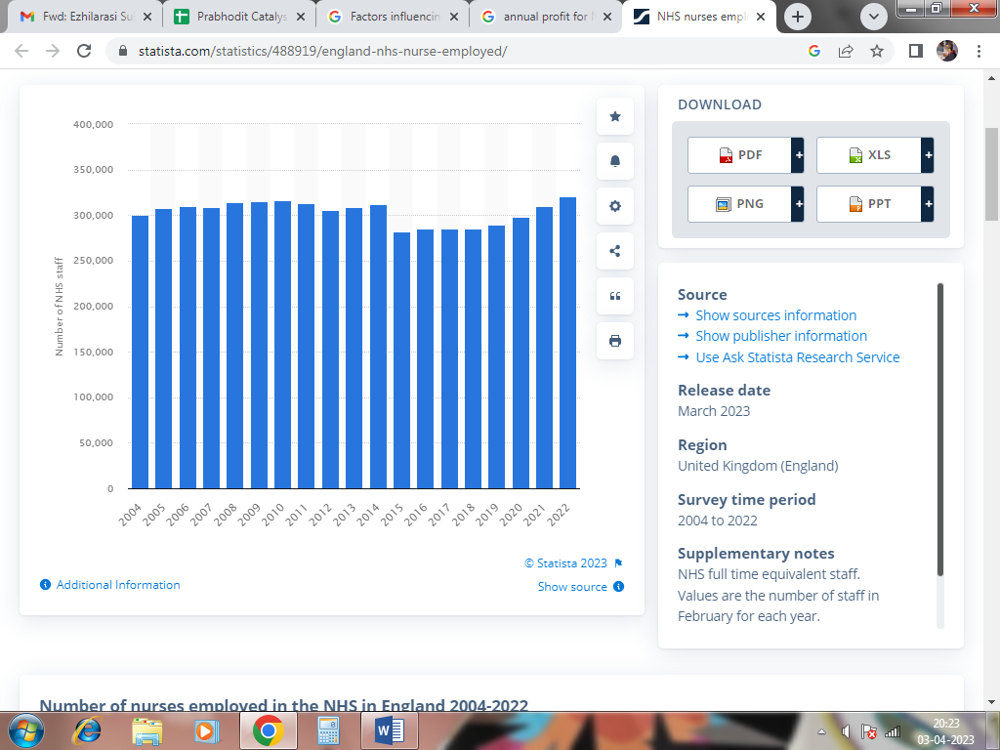 Fwd: Ezhilarasi Su
Prabhodit Catalys
Factors influencin
annual profit for
NHS nurses empl
statista.com/statistics/488919/england-nhs-nurse-employed/
400,000
350,000
300,000
250,000
200,000
150,000
100,000
50,000
0
Number of NHS staff
2004 2005 2006 2007 2008 2009 2010 2011 2012 2013 2014 2015 2016 2017 2018 2019 2020 2021 2022
© Statista 2023
Additional Information
Show source
DOWNLOAD
PDF + XLS +
PNG + PPT +
Source
→ Show sources information
→ Show publisher information
→ Use Ask Statista Research Service
Release date
March 2023
Region
United Kingdom (England)
Survey time period
2004 to 2022
Supplementary notes
NHS full time equivalent staff.
Values are the number of staff in
February for each year.
Number of nurses employed in the NHS in England 2004-2022
20:23
03-04-2023